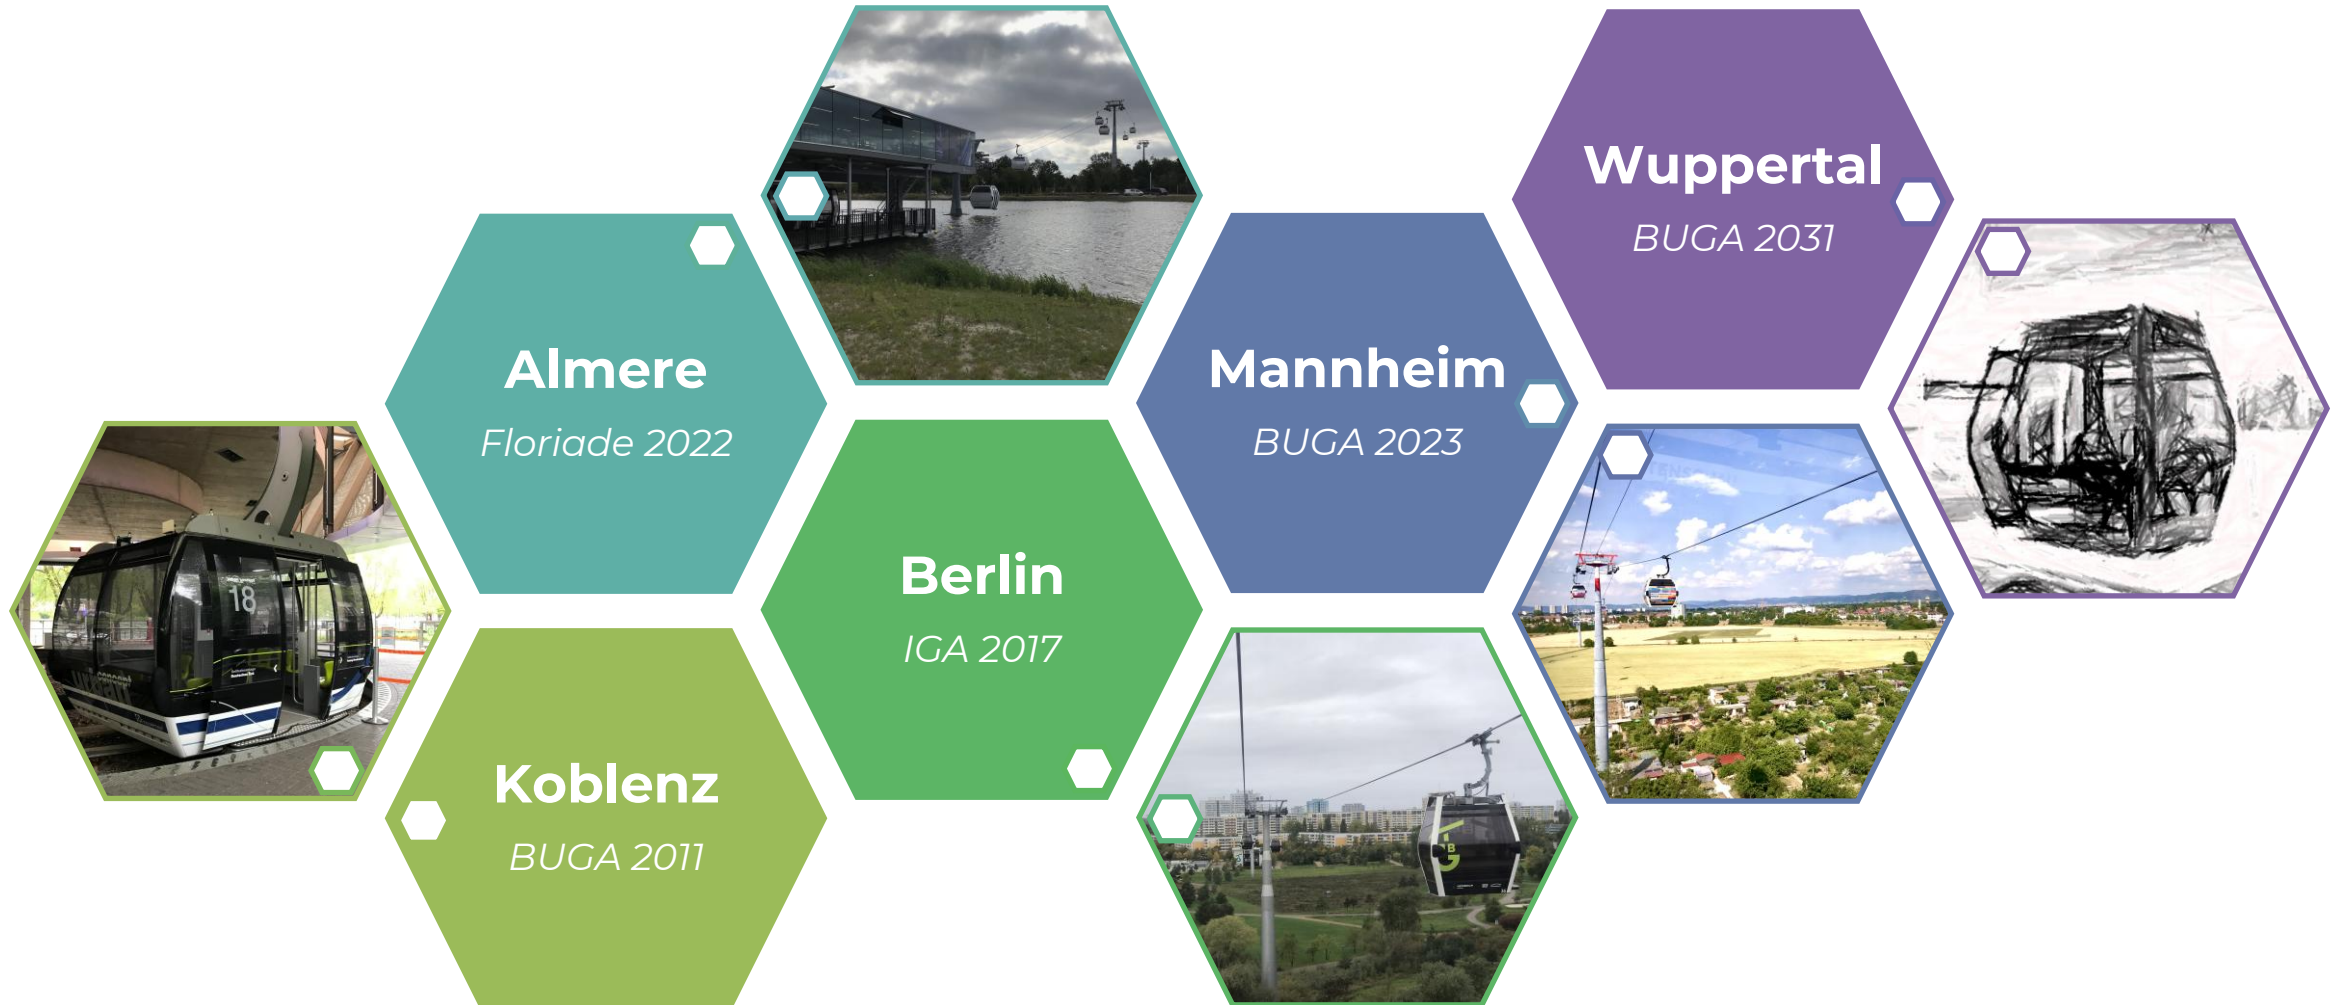 Wuppertal
BUGA 2031
Almere
Floriade 2022
Mannheim
BUGA 2023
Berlin
IGA 2017
18
Koblenz
BUGA 2011